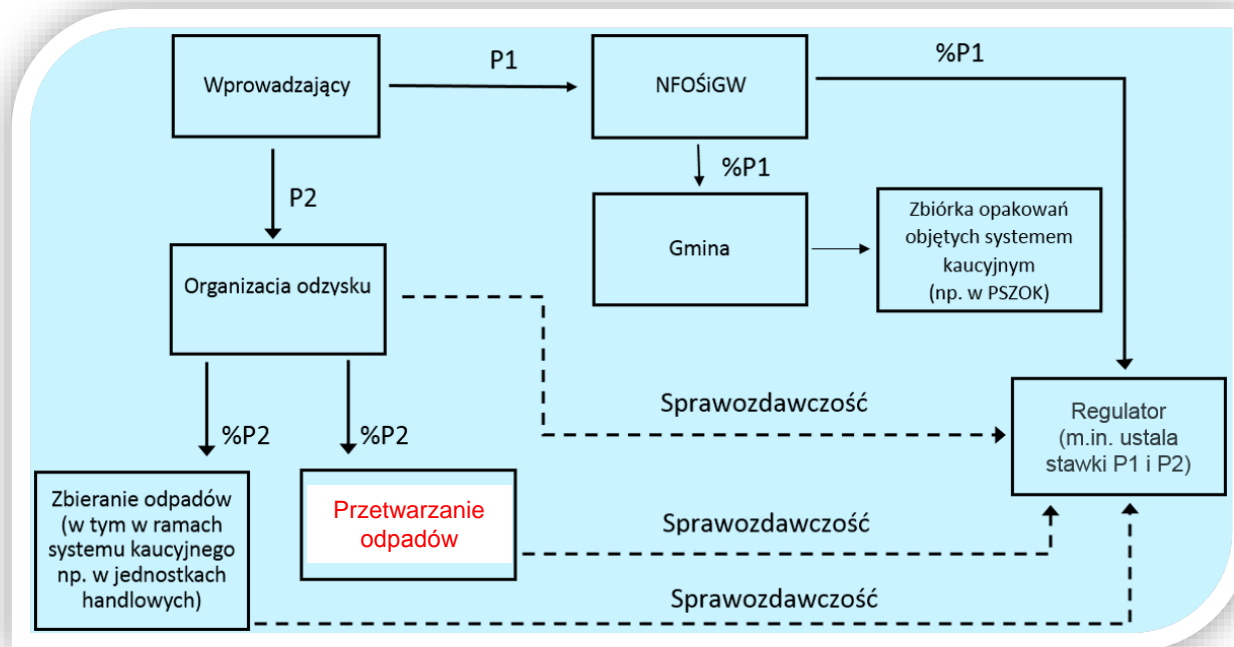 Wprowadzający
P1
NFOŚiGW
%P1
%P1
P2
Gmina
Zbiórka opakowań
objętych systemem
kaucyjnym
(np. w PSZOK)
Organizacja odzysku
Sprawozdawczość
Regulator
(m.in. ustala
stawki P1 i P2)
%P2
%P2
Zbieranie odpadów
(w tym w ramach
systemu kaucyjnego
np. w jednostkach
handlowych)
Przetwarzanie
odpadów
Sprawozdawczość
Sprawozdawczość